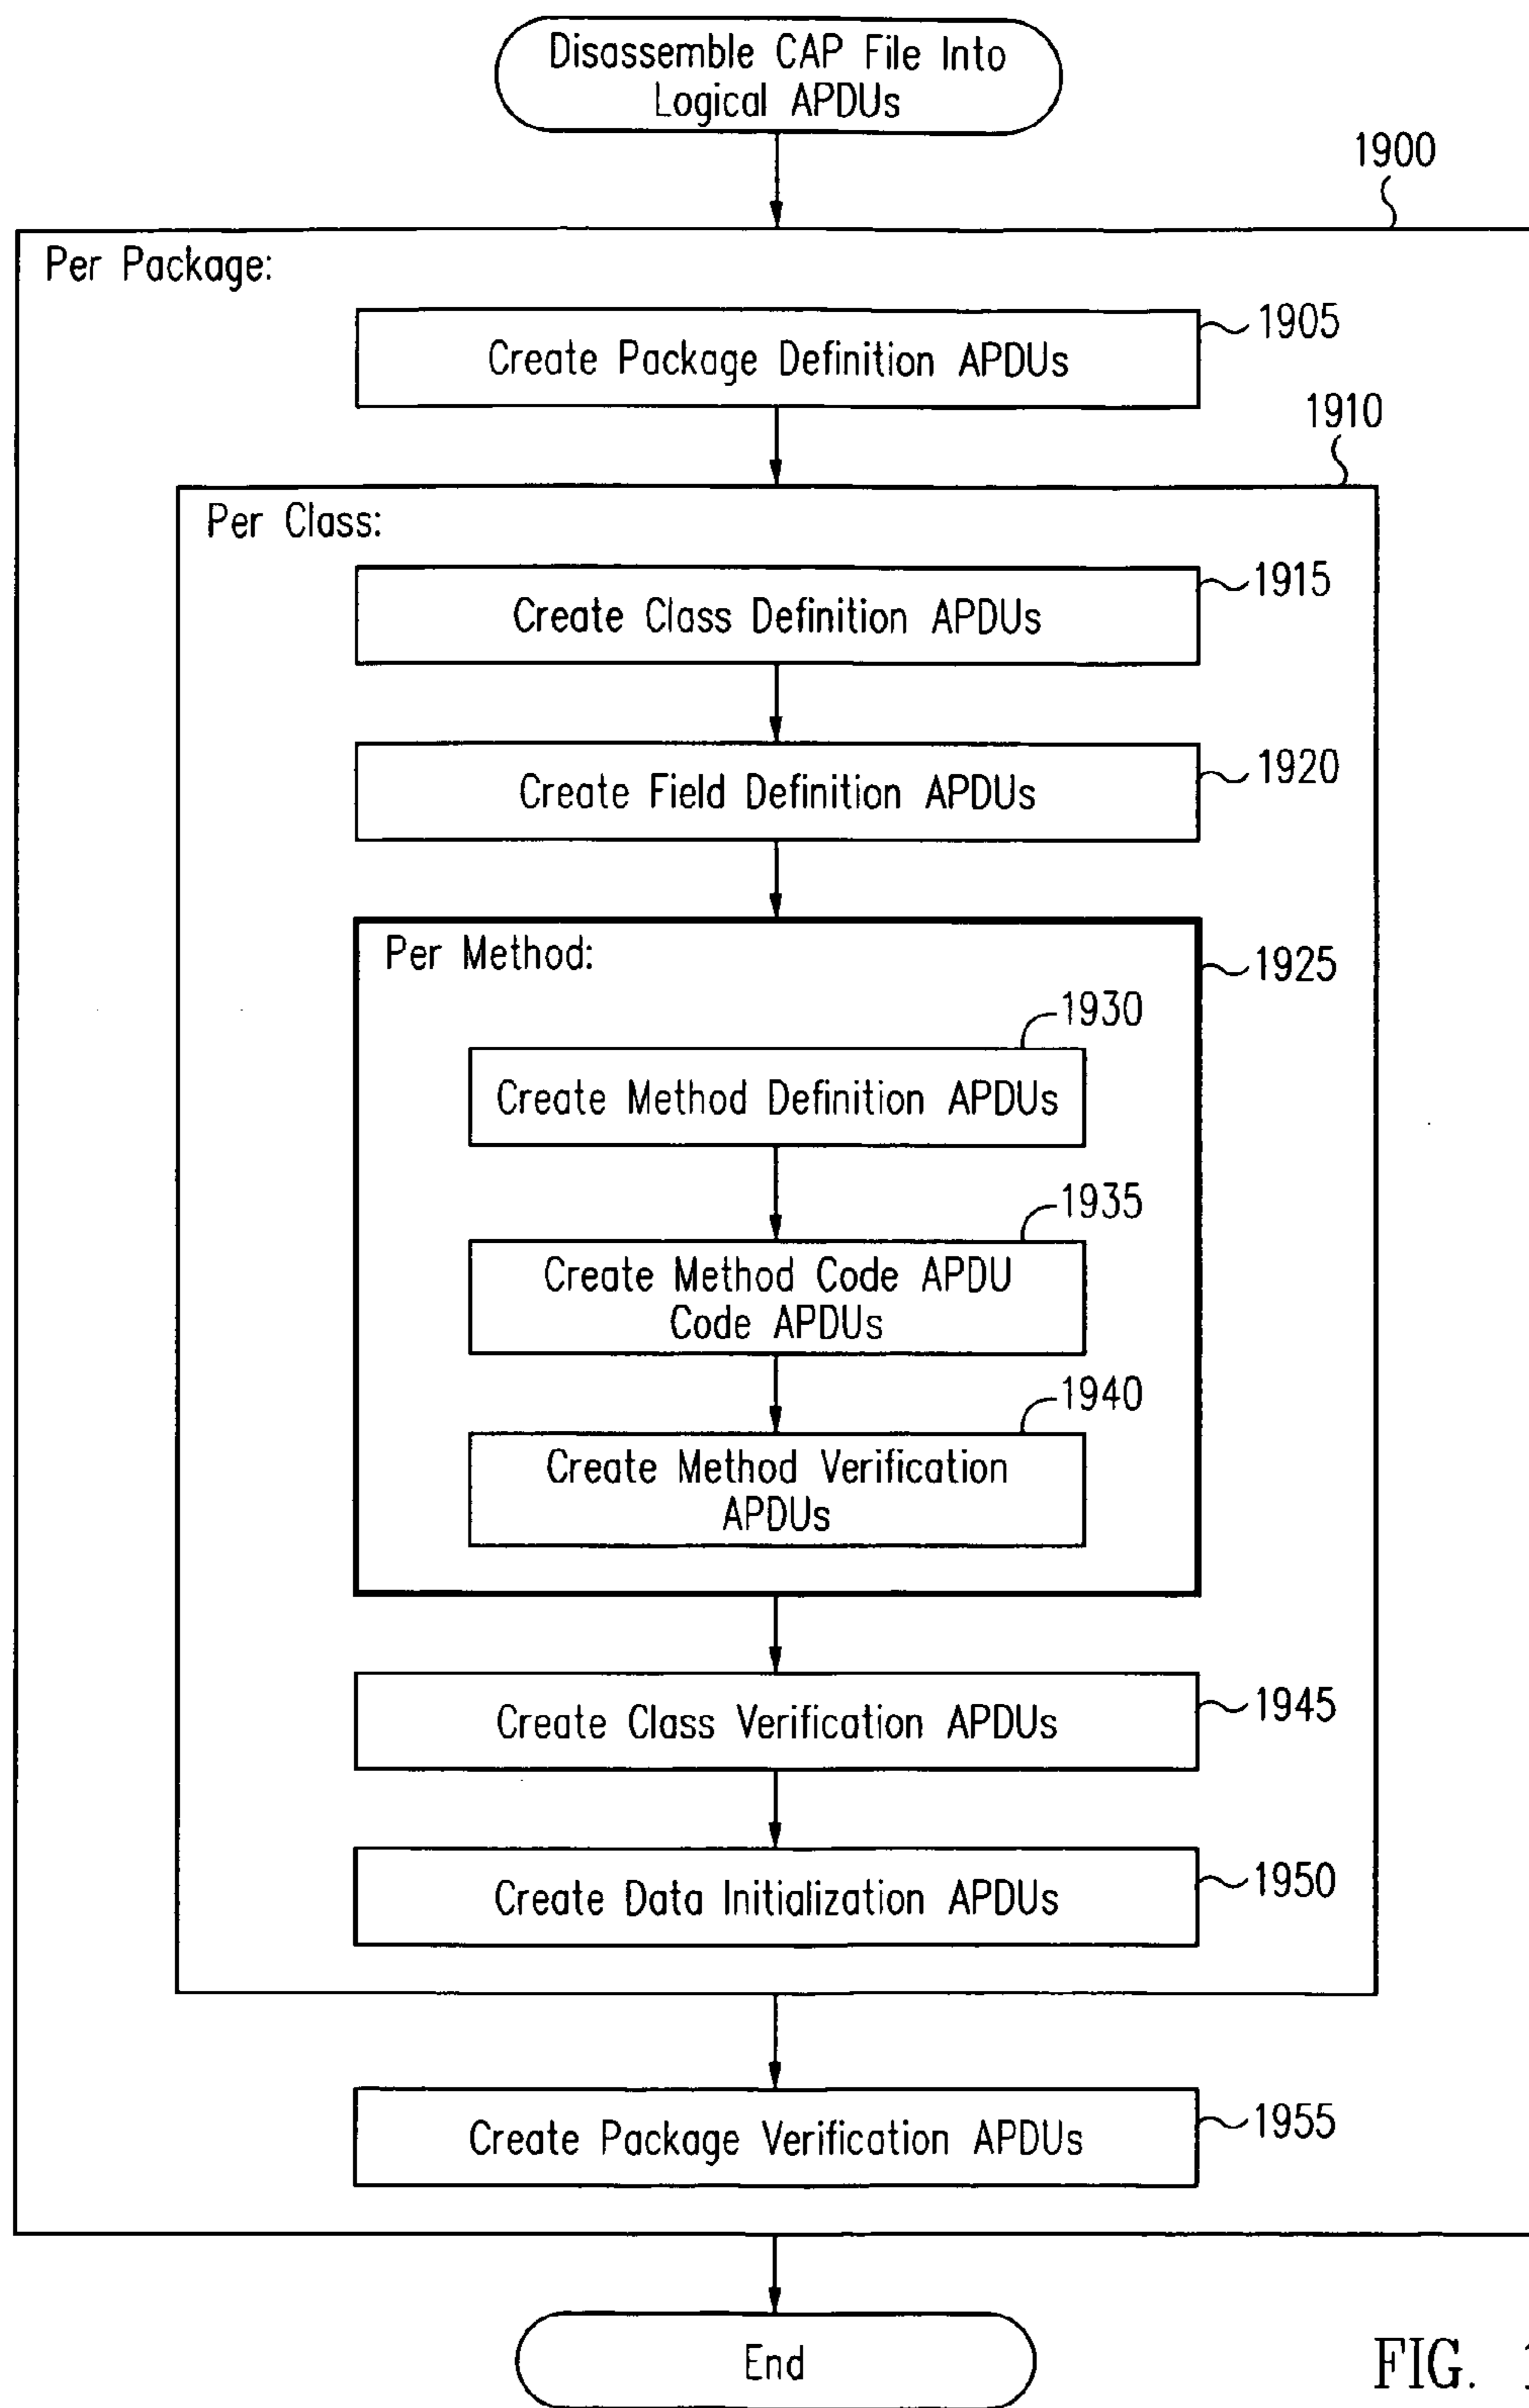 Disassemble CAP File Into
Logical APDUs
1900
Per Package:
1905
Create Package Definition APDUs
1910
Per Class:
1915
Create Class Definition APDUs
1920
Create Field Definition APDUs
Per Method:
1925
1930
Create Method Definition APDUs
1935
Create Method Code APDU
Code APDUs
1940
Create Method Verification
APDUs
1945
Create Class Verification APDUs
1950
Create Data Initialization APDUs
1955
Create Package Verification APDUs
End
FIG.